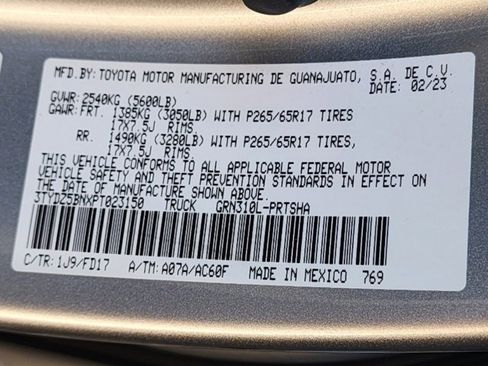 MFD.BY: TOYOTA MOTOR MANUFACTURING DE GUANAJUATO, S.A. DE C.V.
DATE: 02/23
GVWR: 2540KG (5600LB)
GAWR: FRT. 1385KG (3050LB) WITH P265/65R17 TIRES
17X7.5J RIMS,
RR. 1490KG (3280LB) WITH P265/65R17 TIRES,
17X7.5J RIMS.
THIS VEHICLE CONFORMS TO ALL APPLICABLE FEDERAL MOTOR
VEHICLE SAFETY AND THEFT PREVENTION STANDARDS IN EFFECT ON
THE DATE OF MANUFACTURE SHOWN ABOVE.
3TYDZ5BNXPT023150 TRUCK GRN310L-PRTSHA
C/TR: 1J9/FD17 A/TM: A07A/AC60F MADE IN MEXICO 769